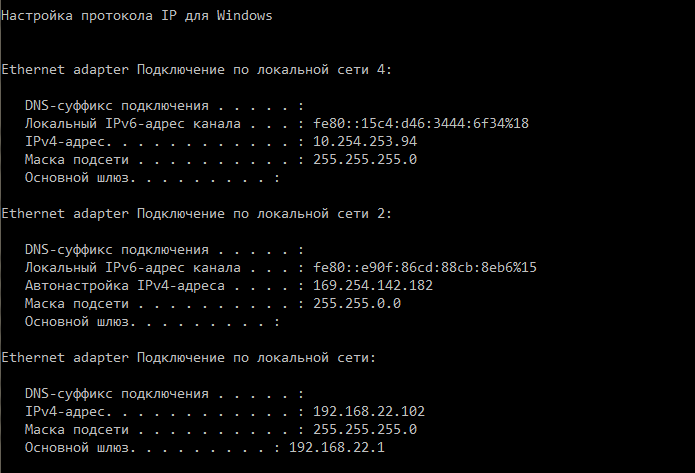 Настройка протокола IP для Windows
Ethernet adapter Подключение по локальной сети 4:
DNS-суффикс подключения . . . . . :
Локальный IPv6-адрес канала . . . : fe80::15c4:d46:3444:6f34%18
IPv4-адрес. . . . . . . . . . . . : 10.254.253.94
Маска подсети . . . . . . . . . . : 255.255.255.0
Основной шлюз. . . . . . . . . :
Ethernet adapter Подключение по локальной сети 2:
DNS-суффикс подключения . . . . . :
Локальный IPv6-адрес канала . . . : fe80::e90f:86cd:88cb:8eb6%15
Автонастройка IPv4-адреса . . . . : 169.254.142.182
Маска подсети . . . . . . . . . . : 255.255.0.0
Основной шлюз. . . . . . . . . :
Ethernet adapter Подключение по локальной сети:
DNS-суффикс подключения . . . . . :
IPv4-адрес. . . . . . . . . . . . : 192.168.22.102
Маска подсети . . . . . . . . . . : 255.255.255.0
Основной шлюз. . . . . . . . . : 192.168.22.1